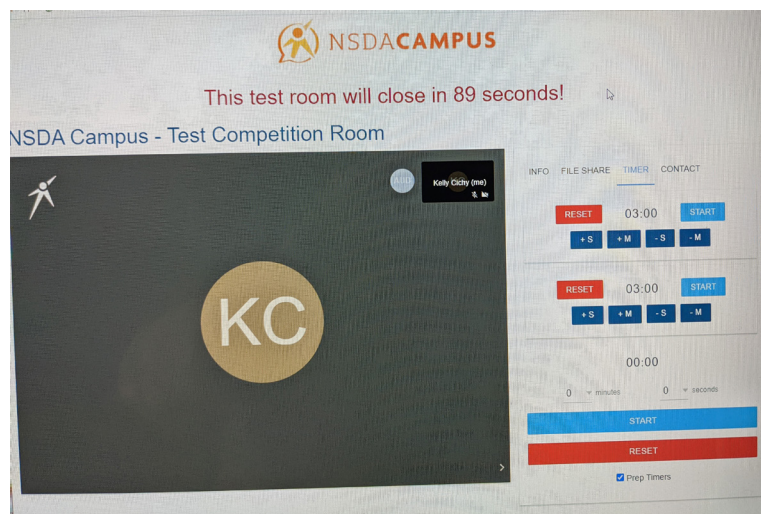 NSDACAMPUS
This test room will close in 89 seconds!
NSDA Campus - Test Competition Room
Kelly Cichy (me)
KC
INFO FILE SHARE TIMER CONTACT
RESET 03:00 START
+ S + M - S - M
RESET 03:00 START
+ S + M - S - M
00:00
0 minutes 0 seconds
START
RESET
Prep Timers